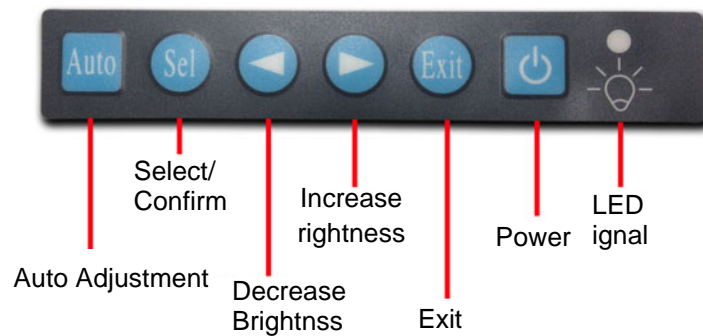 Auto
Sel
Exit
Select/
Confirm
Increase
rightness
Power
LED
ignal
Auto Adjustment
Decrease
Brightnss
Exit